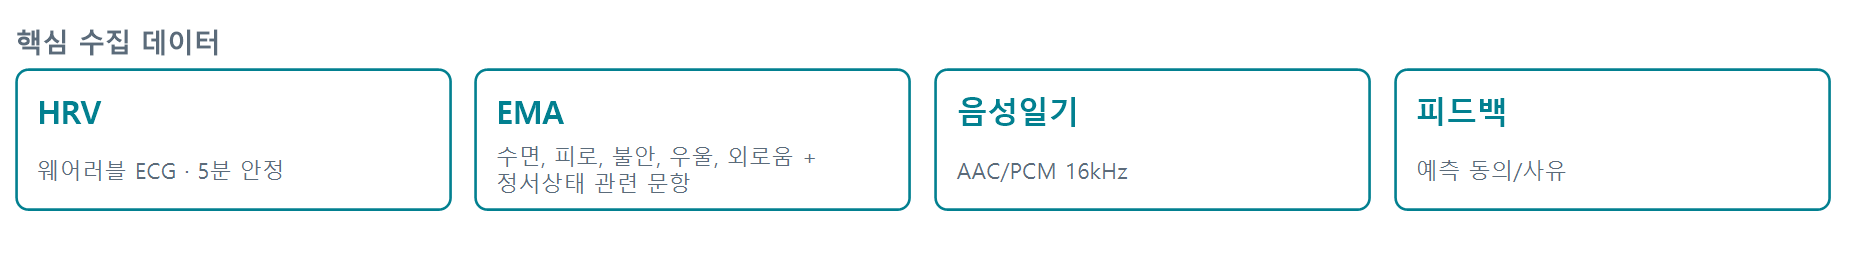 핵심 수집 데이터
HRV
웨어러블 ECG · 5분 안정
EMA
수면, 피로, 불안, 우울, 외로움 +
정서상태 관련 문항
음성일기
AAC/PCM 16kHz
피드백
예측 동의/사유